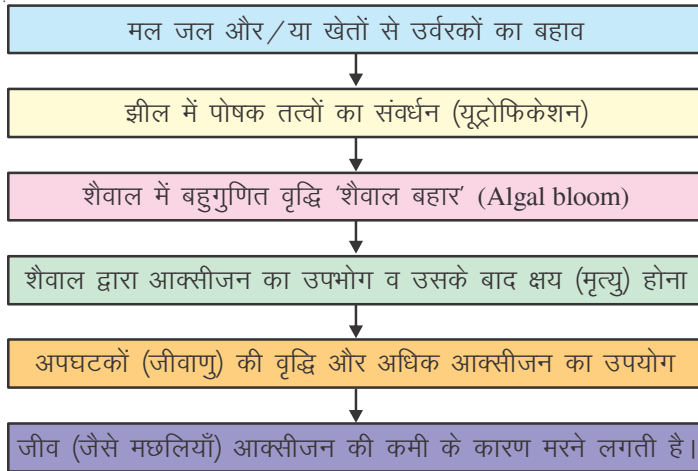 मल जल और/या खेतों से उर्वरकों का बहाव
झील में पोषक तत्वों का संवर्धन (यूट्रोफिकेशन)
शैवाल में बहुगुणित वृद्धि 'शैवाल बहार' (Algal bloom)
शैवाल द्वारा आक्सीजन का उपभोग व उसके बाद क्षय (मृत्यु) होना
अपघटकों (जीवाणु) की वृद्धि और अधिक आक्सीजन का उपयोग
जीव (जैसे मछलियाँ) आक्सीजन की कमी के कारण मरने लगती है।